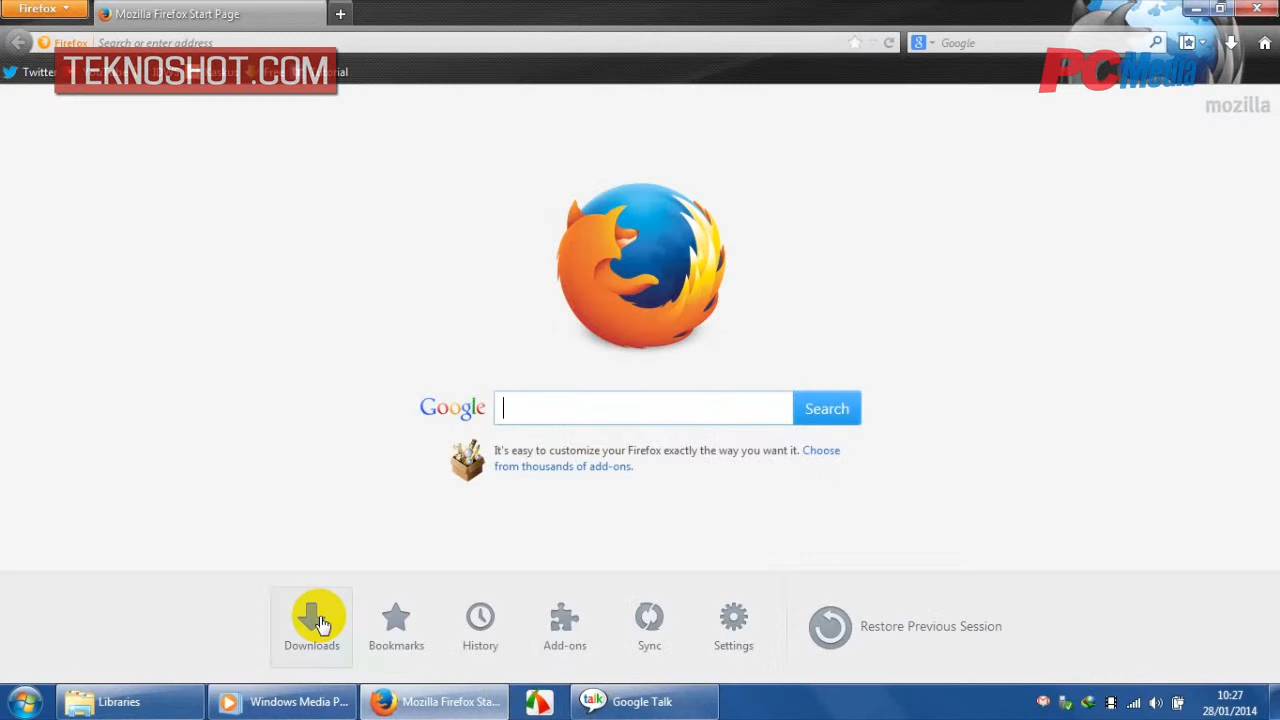 Firefox
Mozilla Firefox Start Page
Firefox
Search or enter address
Google
Twitter
TEKNOSHOT.COM
PCMedia
mozilla
Google
Search
It's easy to customize your Firefox exactly the way you want it. Choose
from thousands of add-ons.
Downloads
Bookmarks
History
Add-ons
Sync
Settings
Restore Previous Session
Libraries
Windows Media P...
Mozilla Firefox Sta...
talk
Google Talk
10:27
28/01/2014